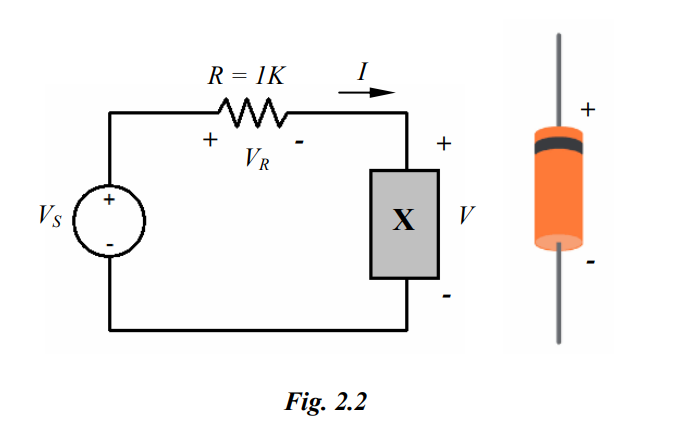 R = 1K
I
+
-
V_R
+
-
V_S
+
-
X
V
+
-
Fig. 2.2